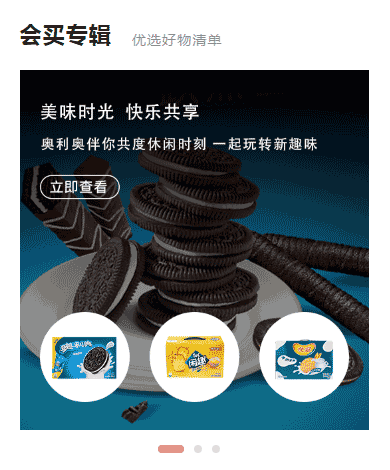 会买专辑 优选好物清单
美味时光 快乐共享
奥利奥伴你共度休闲时刻 一起玩转新趣味
立即查看
闲趣